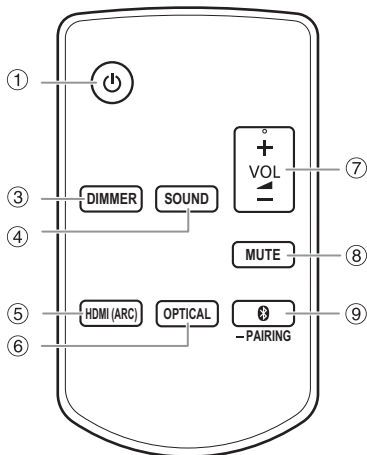 ①
+
VOL
−
⑦
③
DIMMER
SOUND
④
MUTE
⑧
⑤
HDMI (ARC)
OPTICAL
⑨
⑥
–PAIRING